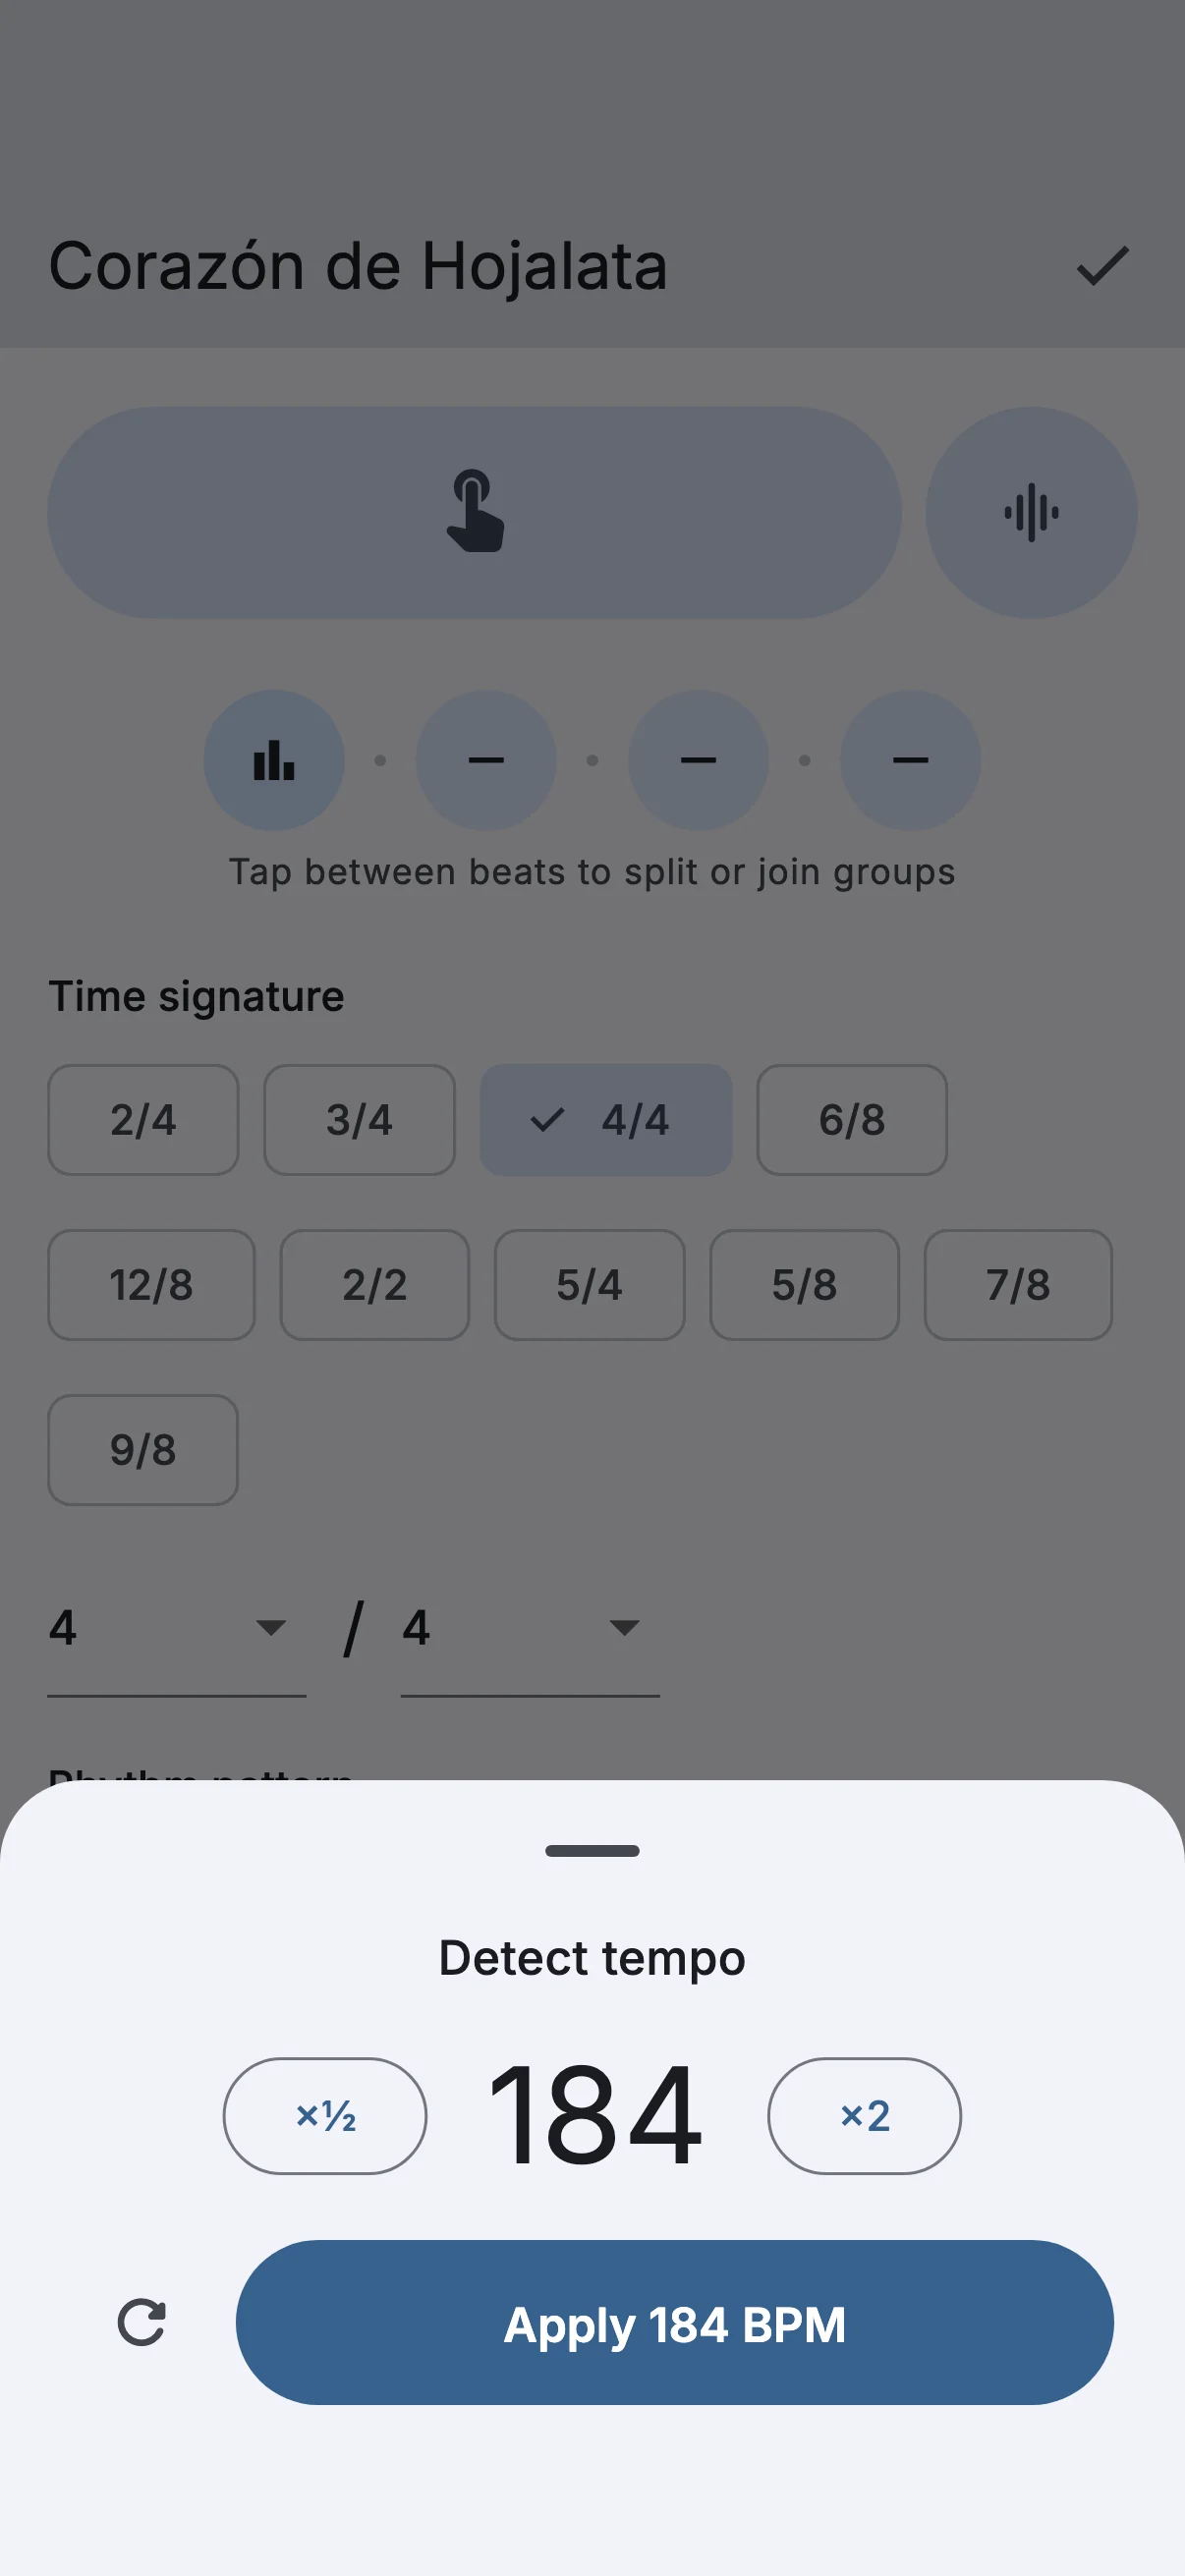 Corazón de Hojalata
Tap between beats to split or join groups
Time signature
2/4 3/4 4/4 6/8
12/8 2/2 5/4 5/8 7/8
9/8
4 / 4
Rhythm pattern
Detect tempo
×½ 184 ×2
Apply 184 BPM